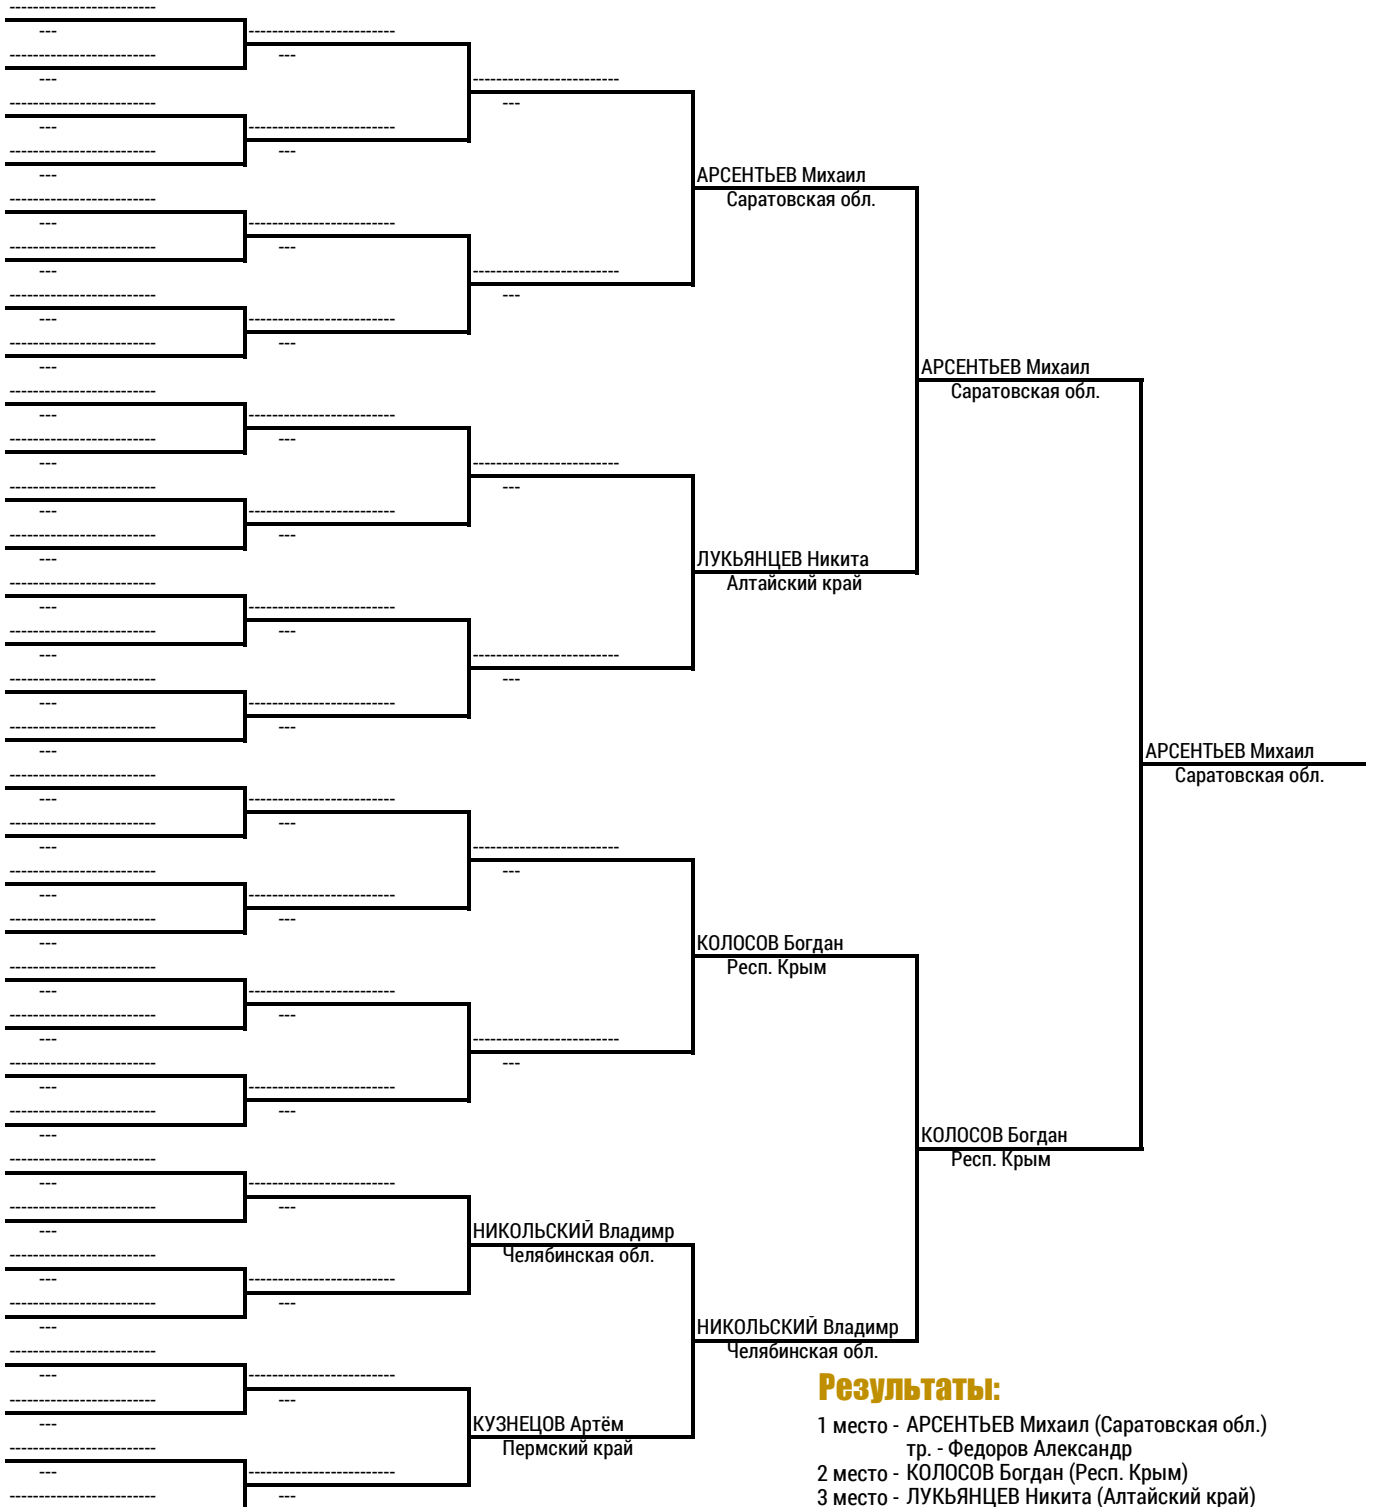 АРСЕНТЬЕВ Михаил
Саратовская обл.
АРСЕНТЬЕВ Михаил
Саратовская обл.
ЛУКЬЯНЦЕВ Никита
Алтайский край
АРСЕНТЬЕВ Михаил
Саратовская обл.
КОЛОСОВ Богдан
Респ. Крым
КОЛОСОВ Богдан
Респ. Крым
НИКОЛЬСКИЙ Владимр
Челябинская обл.
НИКОЛЬСКИЙ Владимр
Челябинская обл.
КУЗНЕЦОВ Артём
Пермский край
Результаты:
1 место - АРСЕНТЬЕВ Михаил (Саратовская обл.)
тр. - Федоров Александр
2 место - КОЛОСОВ Богдан (Респ. Крым)
3 место - ЛУКЬЯНЦЕВ Никита (Алтайский край)